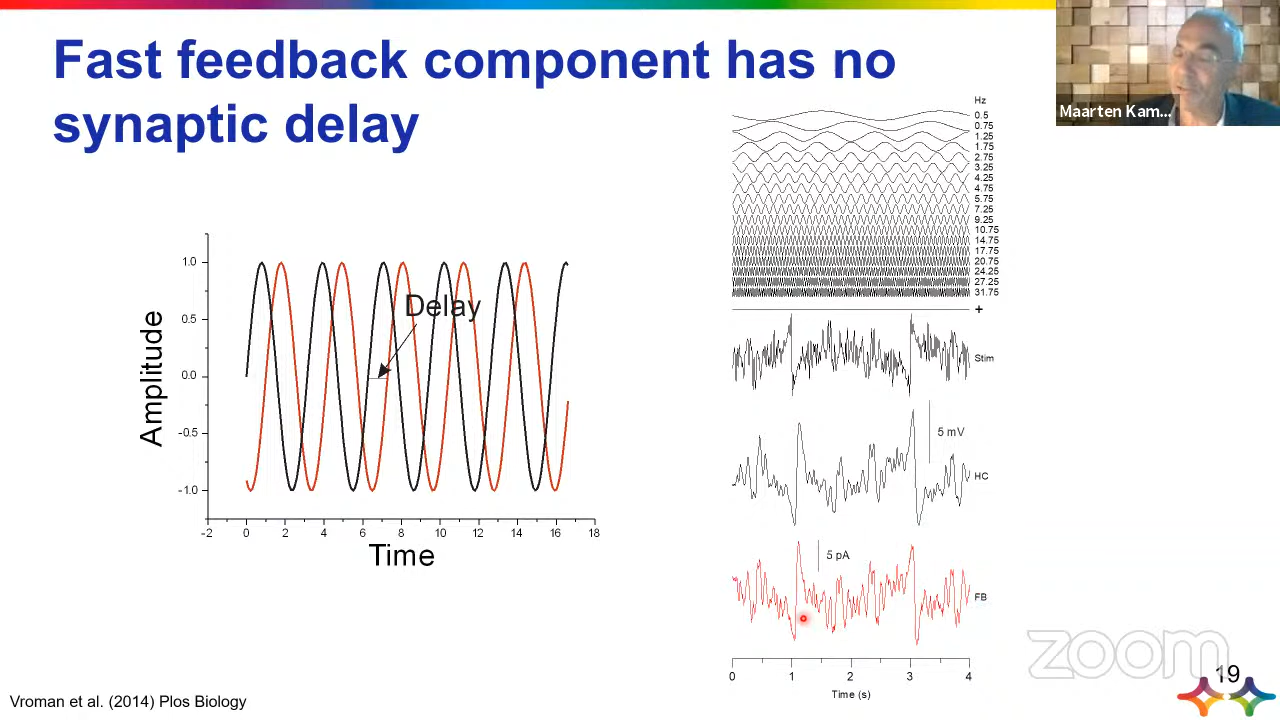 Fast feedback component has no
synaptic delay
Maarten Kam...
Hz
0.5
0.75
1.25
1.75
2.75
3.25
4.25
4.75
5.75
7.25
9.25
10.75
14.75
17.75
20.75
24.25
27.25
31.75
+
Stim
5 mV
HC
5 pA
FB
0 1 2 3 4
Time (s)
Amplitude
1.0
0.5
0.0
-0.5
-1.0
Delay
-2 0 2 4 6 8 10 12 14 16 18
Time
zoom
19
Vroman et al. (2014) Plos Biology